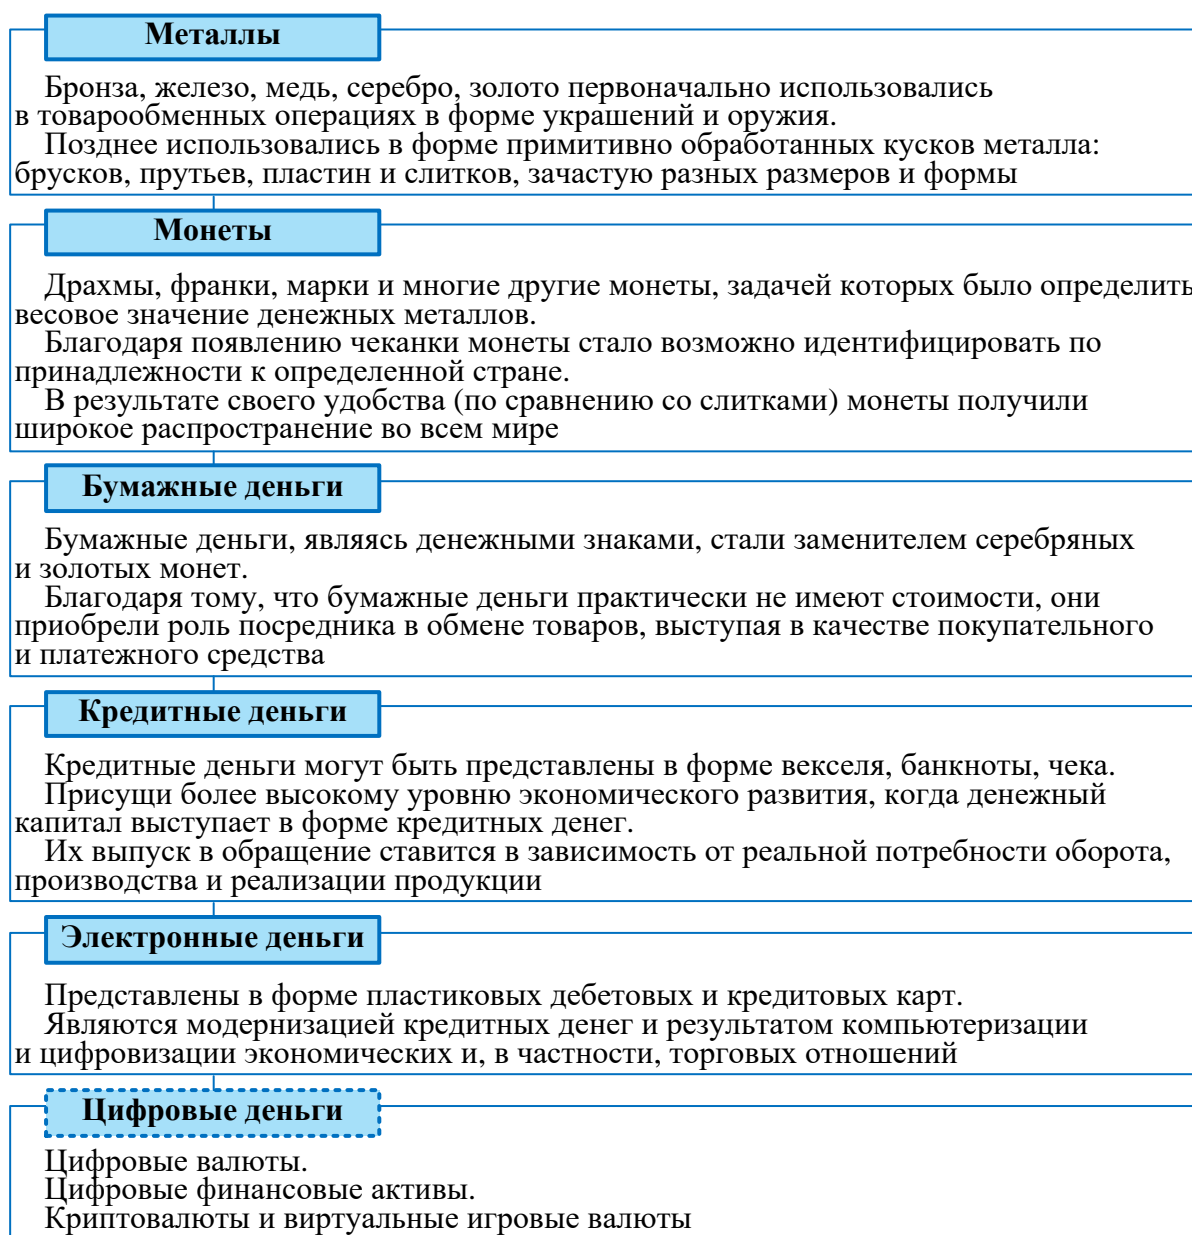 Металлы
Бронза, железо, медь, серебро, золото первоначально использовались
в товарообменных операциях в форме украшений и оружия.
Позднее использовались в форме примитивно обработанных кусков металла:
брусков, прутьев, пластин и слитков, зачастую разных размеров и формы
Монеты
Драхмы, франки, марки и многие другие монеты, задачей которых было определить
весовое значение денежных металлов.
Благодаря появлению чеканки монеты стало возможно идентифицировать по
принадлежности к определенной стране.
В результате своего удобства (по сравнению со слитками) монеты получили
широкое распространение во всем мире
Бумажные деньги
Бумажные деньги, являясь денежными знаками, стали заменителем серебряных
и золотых монет.
Благодаря тому, что бумажные деньги практически не имеют стоимости, они
приобрели роль посредника в обмене товаров, выступая в качестве покупательного
и платежного средства
Кредитные деньги
Кредитные деньги могут быть представлены в форме векселя, банкноты, чека.
Присущи более высокому уровню экономического развития, когда денежный
капитал выступает в форме кредитных денег.
Их выпуск в обращение ставится в зависимость от реальной потребности оборота,
производства и реализации продукции
Электронные деньги
Представлены в форме пластиковых дебетовых и кредитовых карт.
Являются модернизацией кредитных денег и результатом компьютеризации
и цифровизации экономических и, в частности, торговых отношений
Цифровые деньги
Цифровые валюты.
Цифровые финансовые активы.
Криптовалюты и виртуальные игровые валюты